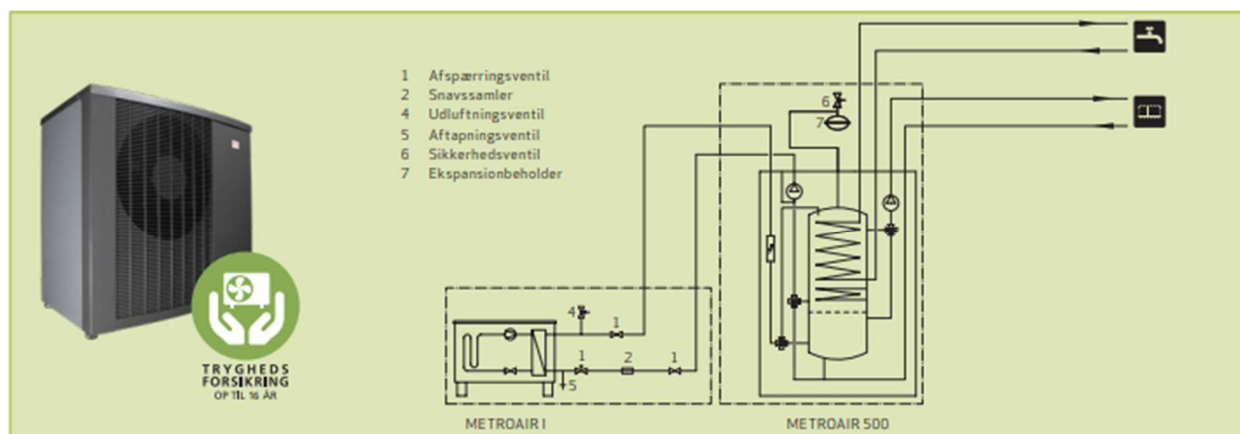 1 Afspærringsventil
2 Snavssamler
4 Udluftningsventil
5 Aftapningsventil
6 Sikkerhedsventil
7 Ekspansionbeholder
6
7
4
1
1
2
1
5
TRYGHEDS
FORSIKRING
OP TIL 16 ÅR
METROAIR I
METROAIR 500